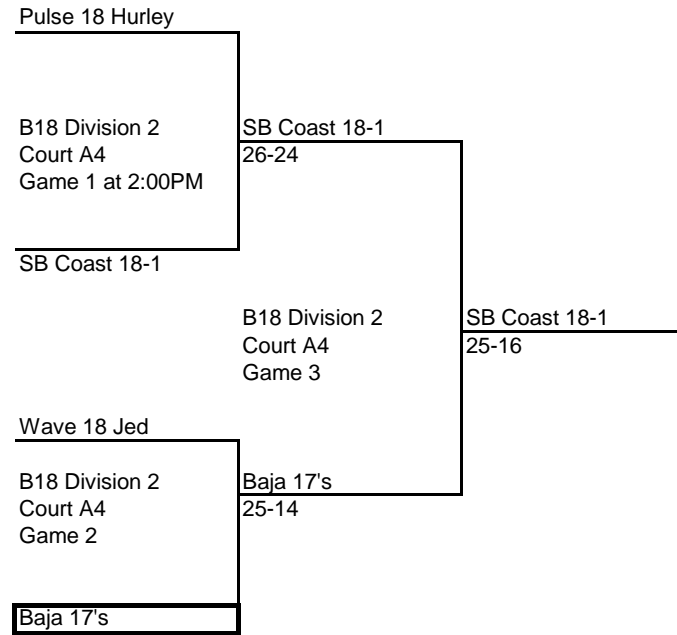 Pulse 18 Hurley
B18 Division 2
Court A4
Game 1 at 2:00PM
SB Coast 18-1
26-24
SB Coast 18-1
B18 Division 2
Court A4
Game 3
SB Coast 18-1
25-16
Wave 18 Jed
B18 Division 2
Court A4
Game 2
Baja 17's
25-14
Baja 17's